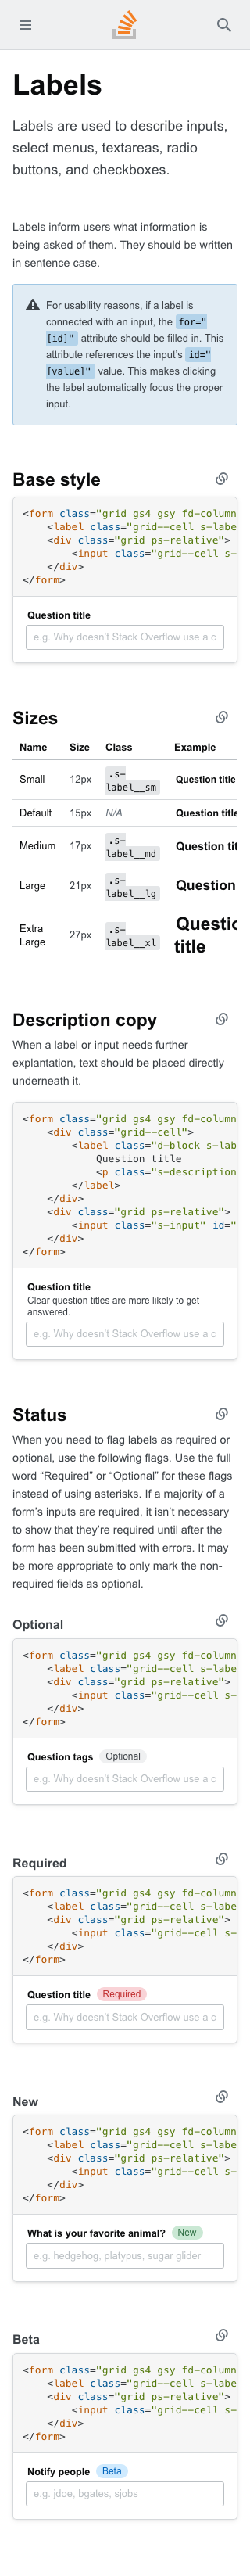 Labels
Labels are used to describe inputs,
select menus, textareas, radio
buttons, and checkboxes.
Labels inform users what information is
being asked of them. They should be written
in sentence case.
For usability reasons, if a label is
connected with an input, the for="
[id]" attribute should be filled in. This
attribute references the input's id="
[value]" value. This makes clicking
the label automatically focus the proper
input.
Base style
<form class="grid gs4 gsy fd-column
<label class="grid--cell s-labe
<div class="grid ps-relative">
<input class="grid--cell s-
</div>
</form>
Question title
e.g. Why doesn't Stack Overflow use a c
Sizes
Name Size Class Example
Small 12px .s-label__sm Question title
Default 15px N/A Question title
Medium 17px .s-label__md Question tit
Large 21px .s-label__lg Question
Extra Large 27px .s-label__xl Questic title
Description copy
When a label or input needs further
explantation, text should be placed directly
underneath it.
<form class="grid gs4 gsy fd-column
<div class="grid--cell">
<label class="d-block s-lab
Question title
<p class="s-description
</label>
</div>
<div class="grid ps-relative">
<input class="s-input" id="
</div>
</form>
Question title
Clear question titles are more likely to get
answered.
e.g. Why doesn't Stack Overflow use a c
Status
When you need to flag labels as required or
optional, use the following flags. Use the full
word “Required” or “Optional” for these flags
instead of using asterisks. If a majority of a
form's inputs are required, it isn't necessary
to show that they're required until after the
form has been submitted with errors. It may
be more appropriate to only mark the non-
required fields as optional.
Optional
<form class="grid gs4 gsy fd-column
<label class="grid--cell s-labe
<div class="grid ps-relative">
<input class="grid--cell s-
</div>
</form>
Question tags Optional
e.g. Why doesn't Stack Overflow use a c
Required
<form class="grid gs4 gsy fd-column
<label class="grid--cell s-labe
<div class="grid ps-relative">
<input class="grid--cell s-
</div>
</form>
Question title Required
e.g. Why doesn't Stack Overflow use a c
New
<form class="grid gs4 gsy fd-column
<label class="grid--cell s-labe
<div class="grid ps-relative">
<input class="grid--cell s-
</div>
</form>
What is your favorite animal? New
e.g. hedgehog, platypus, sugar glider
Beta
<form class="grid gs4 gsy fd-column
<label class="grid--cell s-labe
<div class="grid ps-relative">
<input class="grid--cell s-
</div>
</form>
Notify people Beta
e.g. jdoe, bgates, sjobs